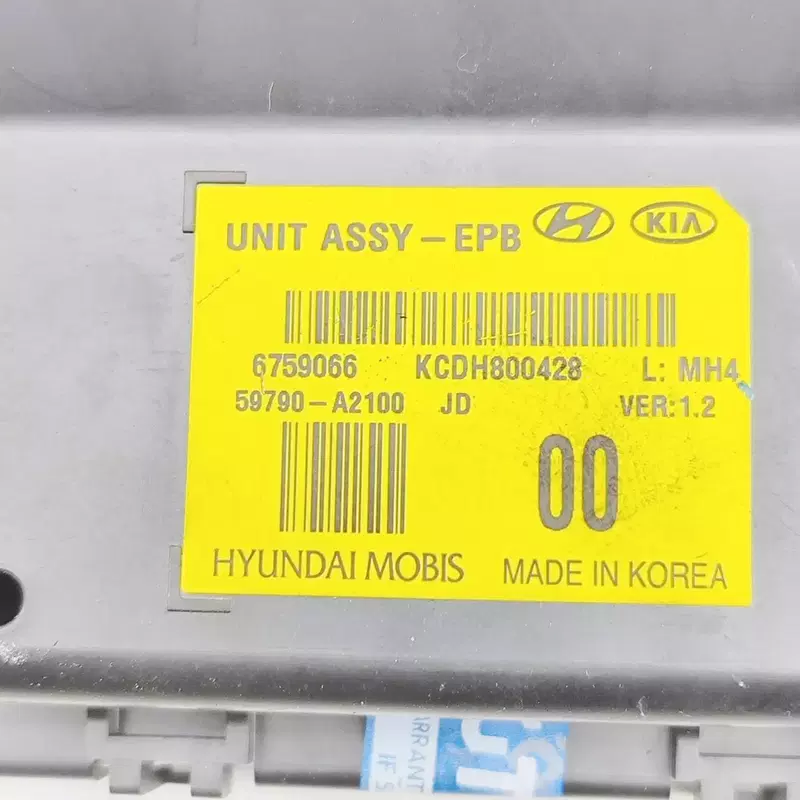 UNIT ASSY-EPB KIA
6759066 KCDH800428 L: MH4
59790-A2100 JD VER:1.2
00
HYUNDAI MOBIS MADE IN KOREA